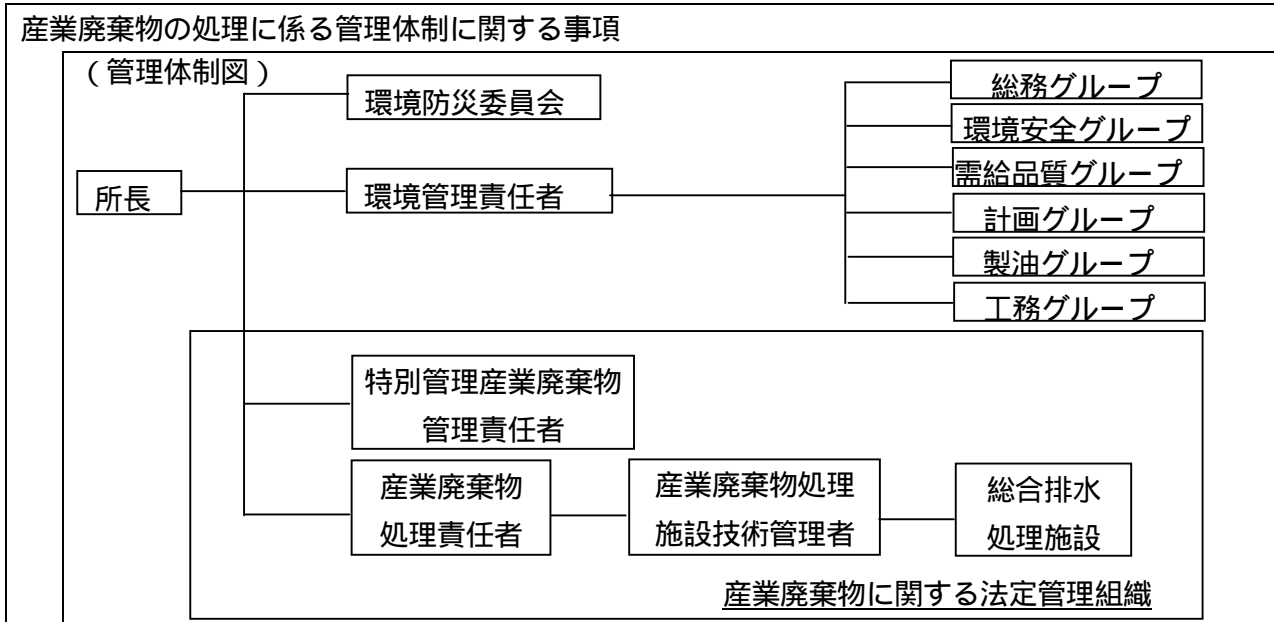 産業廃棄物の処理に係る管理体制に関する事項
（管理体制図）
環境防災委員会
所長
環境管理責任者
総務グループ
環境安全グループ
需給品質グループ
計画グループ
製油グループ
工務グループ
特別管理産業廃棄物
管理責任者
産業廃棄物
処理責任者
産業廃棄物処理
施設技術管理者
総合排水
処理施設
産業廃棄物に関する法定管理組織